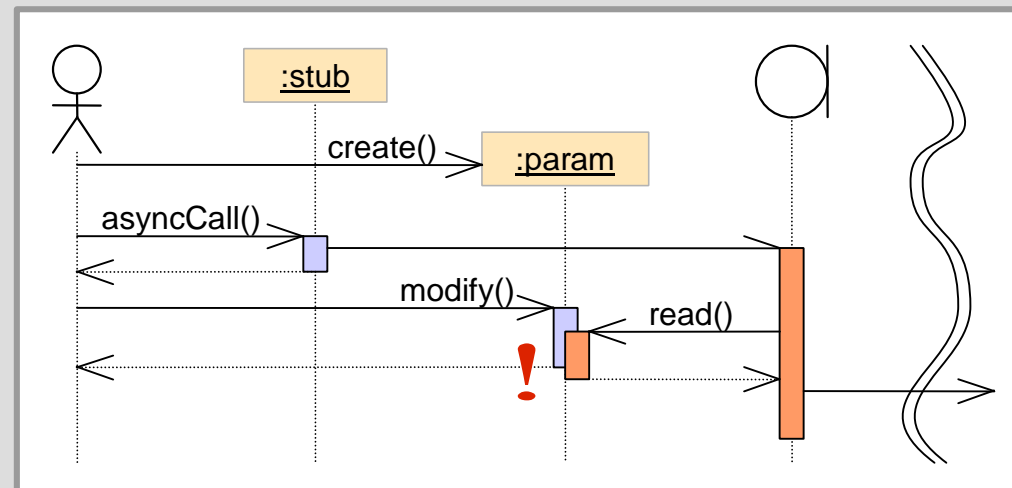 :stub
create()
:param
asyncCall()
modify()
read()
!